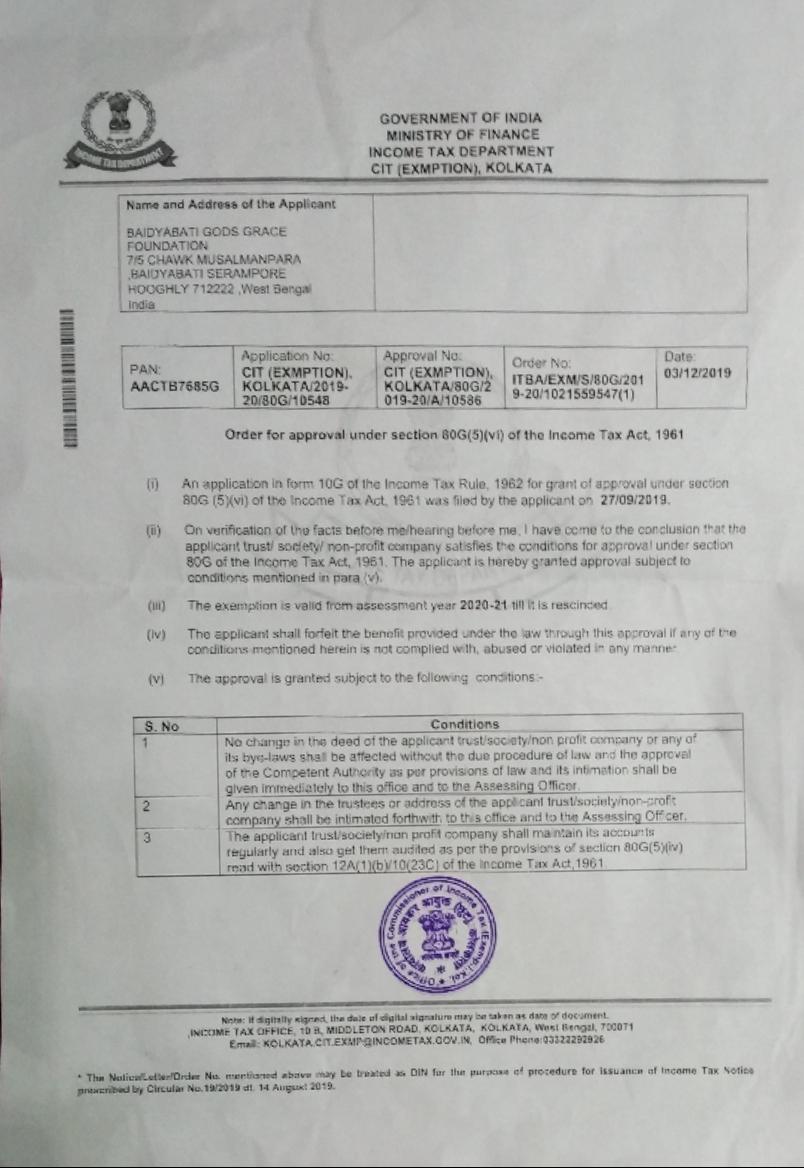 GOVERNMENT OF INDIA
MINISTRY OF FINANCE
INCOME TAX DEPARTMENT
CIT (EXMPTION), KOLKATA
INCOME TAX DEPARTMENT
Name and Address of the Applicant
BAIDYABATI GODS GRACE
FOUNDATION
7/5 CHAWK MUSALMANPARA
,BAIDYABATI SERAMPORE
HOOGHLY 712222 ,West Bengal
India
PAN:
AACTB7685G
Application No:
CIT (EXMPTION),
KOLKATA/2019-
20/80G/10548
Approval No:
CIT (EXMPTION),
KOLKATA/80G/2
019-20/A/10586
Order No:
ITBA/EXM/S/80G/201
9-20/1021559547(1)
Date:
03/12/2019
Order for approval under section 80G(5)(vi) of the Income Tax Act, 1961
(i) An application in form 10G of the Income Tax Rule, 1962 for grant of approval under section
80G (5)(vi) of the Income Tax Act, 1961 was filed by the applicant on 27/09/2019.
(ii) On verification of the facts before me/hearing before me, I have come to the conclusion that the
applicant trust/ society/ non-profit company satisfies the conditions for approval under section
80G of the Income Tax Act, 1961. The applicant is hereby granted approval subject to
conditions mentioned in para (v).
(iii) The exemption is valid from assessment year 2020-21 till it is rescinded
(iv) The applicant shall forfeit the benefit provided under the law through this approval if any of the
conditions mentioned herein is not complied with, abused or violated in any manner
(v) The approval is granted subject to the following conditions:-
S. No Conditions
1 No change in the deed of the applicant trust/society/non profit company or any of
its bye-laws shall be affected without the due procedure of law and the approval
of the Competent Authority as per provisions of law and its intimation shall be
given immediately to this office and to the Assessing Officer.
2 Any change in the trustees or address of the applicant trust/society/non-profit
company shall be intimated forthwith to this office and to the Assessing Officer.
3 The applicant trust/society/non profit company shall maintain its accounts
regularly and also get them audited as per the provisions of section 80G(5)(iv)
read with section 12A(1)(b)/10(23C) of the Income Tax Act,1961.
Office of the Commissioner of Income Tax (Exemp.) Kol.
Note: If digitally signed, the date of digital signature may be taken as date of document.
,INCOME TAX OFFICE, 10 B, MIDDLETON ROAD, KOLKATA, KOLKATA, West Bengal, 700071
Email: KOLKATA.CIT.EXMP@INCOMETAX.GOV.IN, Office Phone:03322292926
* The Notice/Letter/Order No. mentioned above may be treated as DIN for the purpose of procedure for issuance of Income Tax Notice
prescribed by Circular No.19/2019 dt. 14 August 2019.